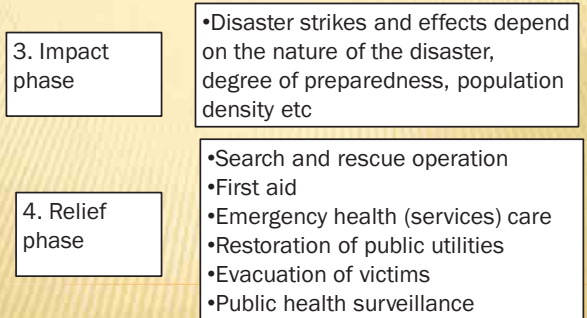 3. Impact
phase
•Disaster strikes and effects depend
on the nature of the disaster,
degree of preparedness, population
density etc
4. Relief
phase
•Search and rescue operation
•First aid
•Emergency health (services) care
•Restoration of public utilities
•Evacuation of victims
•Public health surveillance